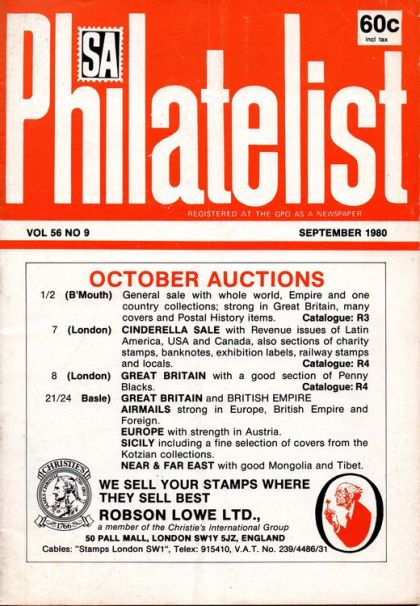 60c
incl tax
SA
Philatelist
REGISTERED AT THE GPO AS A NEWSPAPER
VOL 56 NO 9 SEPTEMBER 1980
OCTOBER AUCTIONS
1/2 (B'Mouth) General sale with whole world, Empire and one
country collections; strong in Great Britain, many
covers and Postal History items. Catalogue: R3
7 (London) CINDERELLA SALE with Revenue issues of Latin
America, USA and Canada, also sections of charity
stamps, banknotes, exhibition labels, railway stamps
and locals. Catalogue: R4
8 (London) GREAT BRITAIN with a good section of Penny
Blacks. Catalogue: R4
21/24 Basle) GREAT BRITAIN and BRITISH EMPIRE
AIRMAILS strong in Europe, British Empire and
Foreign.
EUROPE with strength in Austria.
SICILY including a fine selection of covers from the
Kotzian collections.
NEAR & FAR EAST with good Mongolia and Tibet.
CHRISTIE'S
1766
WE SELL YOUR STAMPS WHERE
THEY SELL BEST
ROBSON LOWE LTD.,
a member of the Christie's International Group
50 PALL MALL, LONDON SW1Y 5JZ, ENGLAND
Cables: "Stamps London SW1", Telex: 915410, V.A.T. No. 239/4486/31